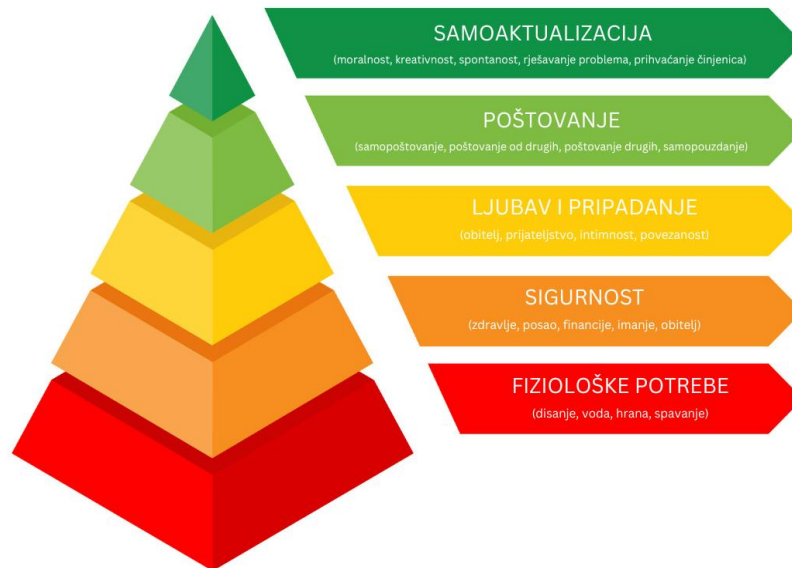 SAMOAKTUALIZACIJA
(moralnost, kreativnost, spontanost, rješavanje problema, prihvaćanje činjenica)
POŠTOVANJE
(samopoštovanje, poštovanje od drugih, poštovanje drugih, samopouzdanje)
LJUBAV I PRIPADANJE
(obitelj, prijateljstvo, intimnost, povezanost)
SIGURNOST
(zdravlje, posao, financije, imanje, obitelj)
FIZIOLOŠKE POTREBE
(disanje, voda, hrana, spavanje)